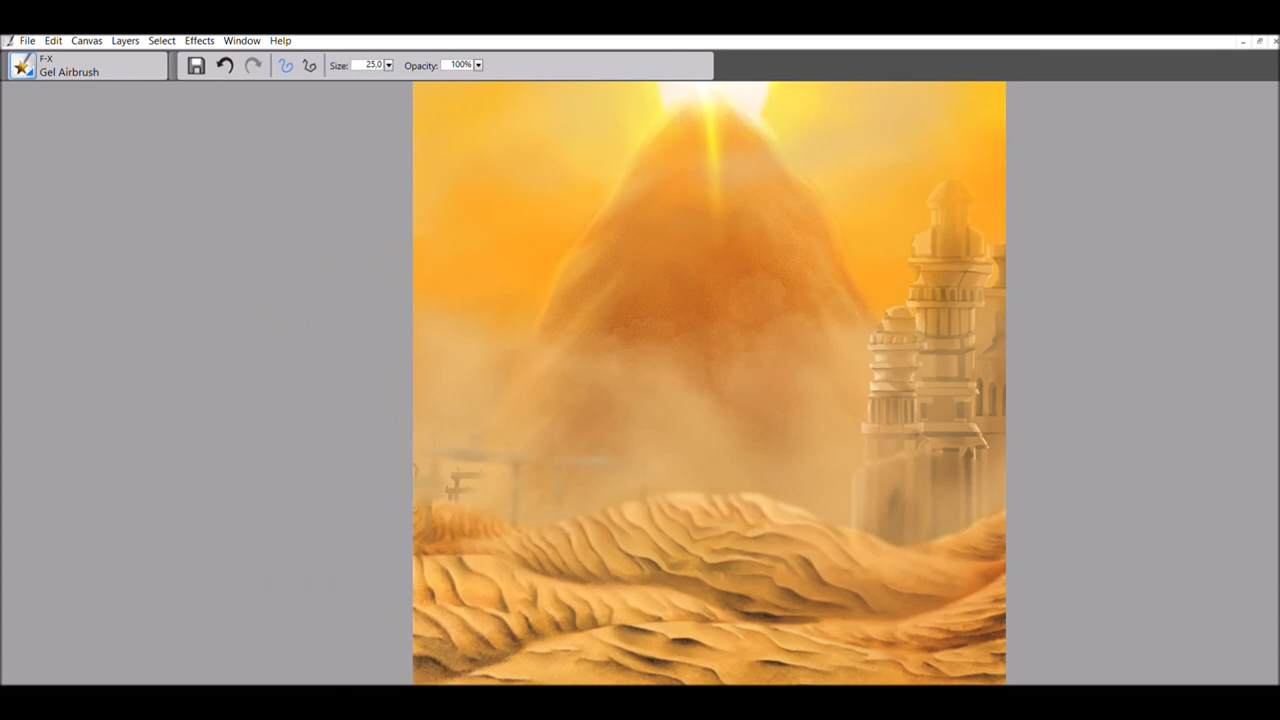 File Edit Canvas Layers Select Effects Window Help
F-X
Gel Airbrush
Size: 25,0 Opacity: 100%